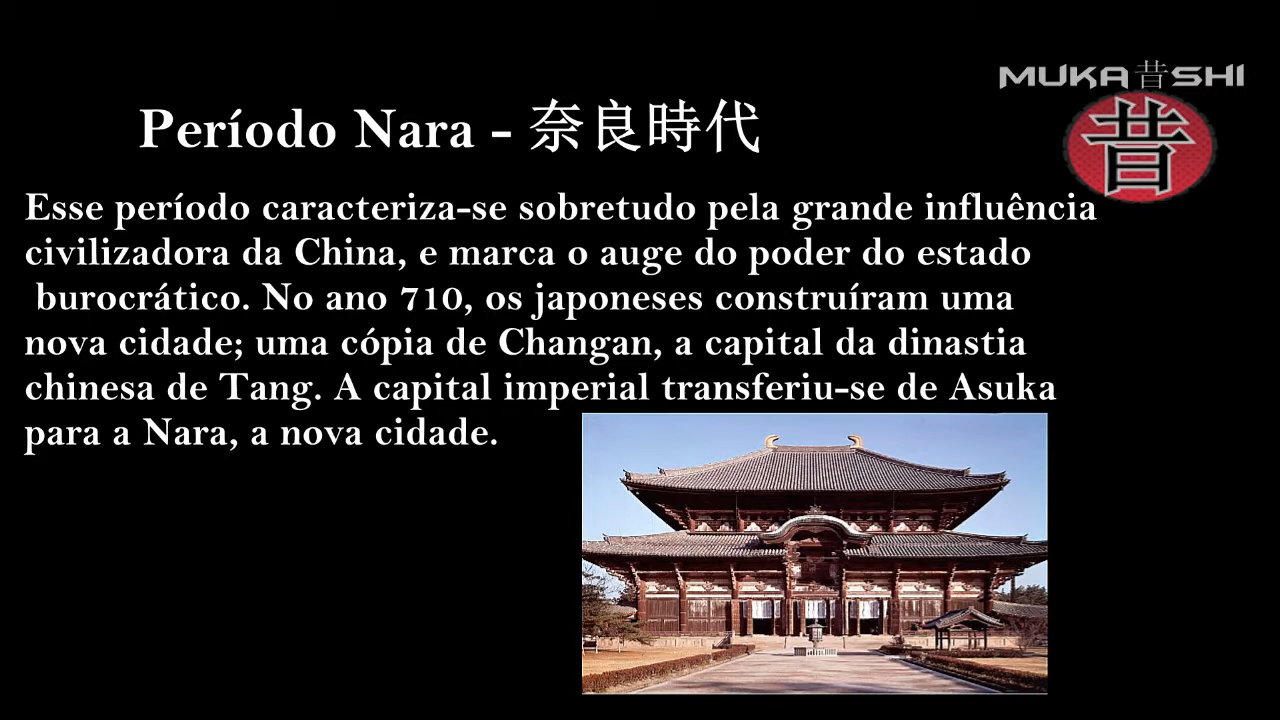 MUKA昔SHI
昔
Período Nara - 奈良時代
Esse período caracteriza-se sobretudo pela grande influência
civilizadora da China, e marca o auge do poder do estado
burocrático. No ano 710, os japoneses construíram uma
nova cidade; uma cópia de Changan, a capital da dinastia
chinesa de Tang. A capital imperial transferiu-se de Asuka
para a Nara, a nova cidade.